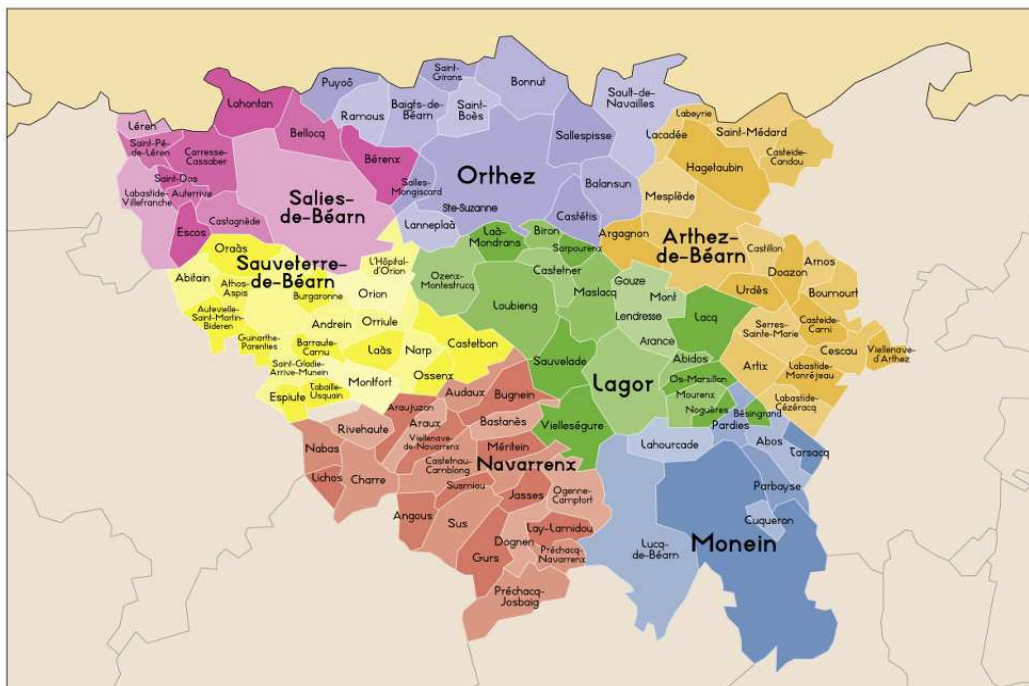 Saint-
Girons
Bonnut
Puyoô
Sault-de-
Navailles
Lahontan
Ramous
Baigts-de-
Béarn
Saint-
Boès
Labeyrie
Léren
Bellocq
Sallespisse
Lacadée
Saint-Médard
Saint-Pé-
de-Léren
Carresse-
Cassaber
Bérenx
Casteide-
Candau
Hagetaubin
Saint-Dos
Salles-
Mongiscard
Orthez
Balansun
Labastide-
Villefranche
Auterrive
Salies-
de-Béarn
Mesplède
Ste-Suzanne
Castagnède
Lanneplaà
Castétis
Escos
Laà-
Mondrans
Biron
Argagnon
Arthez-
de-Béarn
Oraàs
Sarpourenx
Castillon
Sauveterre-
de-Béarn
L'Hôpital-
d'Orion
Arnos
Abitain
Ozenx-
Montestrucq
Castetner
Doazon
Athos-
Aspis
Gouze
Burgaronne
Orion
Maslacq
Mont
Urdès
Boumourt
Autevielle-
Saint-Martin-
Bideren
Loubieng
Lendresse
Lacq
Andrein
Orriule
Serres-
Sainte-Marie
Casteide-
Cami
Guinarthe-
Parenties
Barraute-
Camu
Castetbon
Arance
Cescau
Viellenave-
d'Arthez
Laàs
Narp
Sauvelade
Abidos
Saint-Gladie-
Arrive-Munein
Artix
Labastide-
Monréjeau
Ossenx
Os-Marsillon
Tabaille-
Usquain
Montfort
Lagor
Mourenx
Espiute
Audaux
Bugnein
Labastide-
Cézéracq
Araujuzon
Noguères
Bésingrand
Vielleségure
Bastanès
Pardies
Rivehaute
Araux
Viellenave-
de-Navarrenx
Lahourcade
Abos
Nabas
Méritein
Tarsacq
Castetnau-
Camblong
Navarrenx
Lichos
Charre
Susmiou
Jasses
Ogenne-
Camptort
Parbayse
Angous
Sus
Lay-Lamidou
Cuqueron
Dognen
Lucq-
de-Béarn
Monein
Gurs
Préchacq-
Navarrenx
Préchacq-
Josbaig